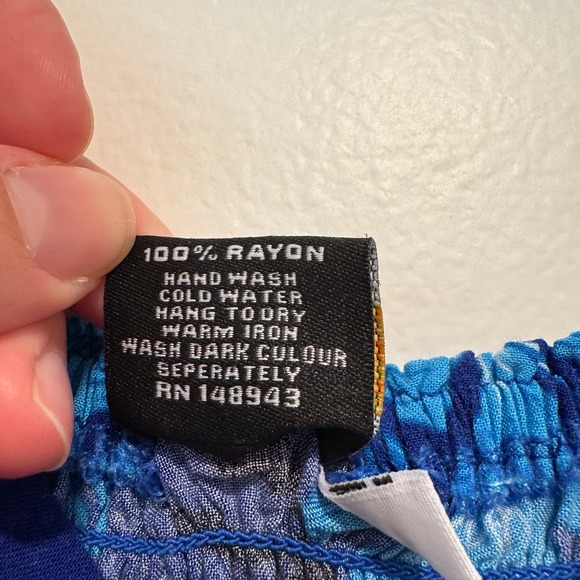 100% RAYON
HAND WASH
COLD WATER
HANG TO DRY
WARM IRON
WASH DARK COLOUR
SEPERATELY
RN 148943